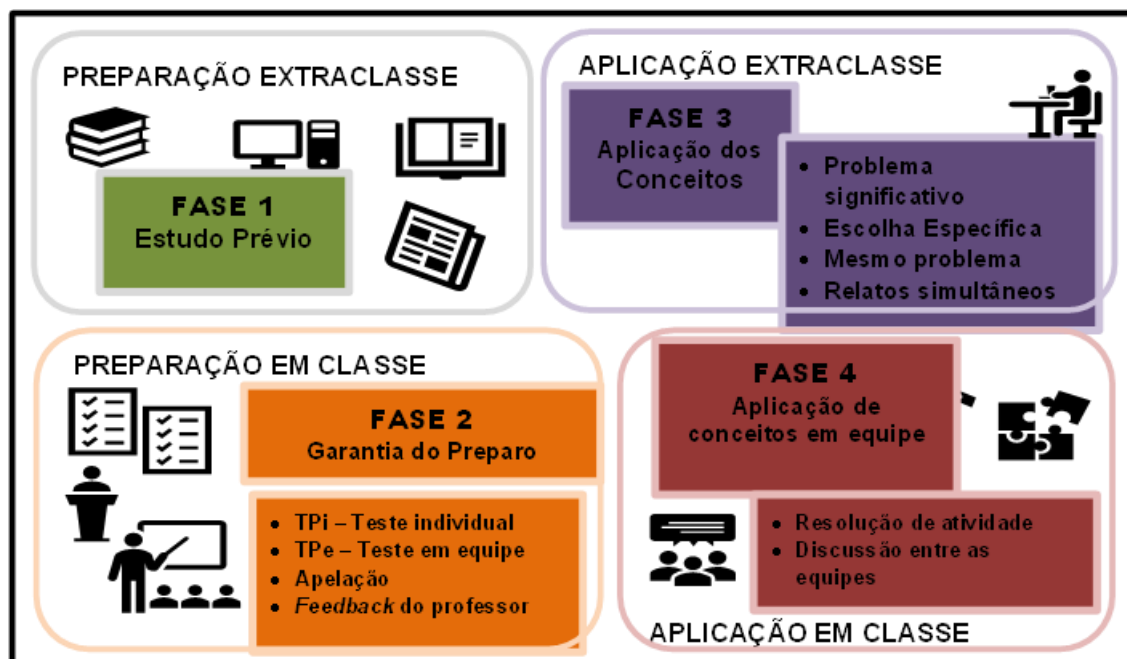 PREPARAÇÃO EXTRACLASSE
FASE 1
Estudo Prévio
APLICAÇÃO EXTRACLASSE
FASE 3
Aplicação dos
Conceitos
• Problema
significativo
• Escolha Específica
• Mesmo problema
• Relatos simultâneos
PREPARAÇÃO EM CLASSE
FASE 2
Garantia do Preparo
• TPi – Teste individual
• TPe – Teste em equipe
• Apelação
• Feedback do professor
FASE 4
Aplicação de
conceitos em equipe
• Resolução de atividade
• Discussão entre as
equipes
APLICAÇÃO EM CLASSE